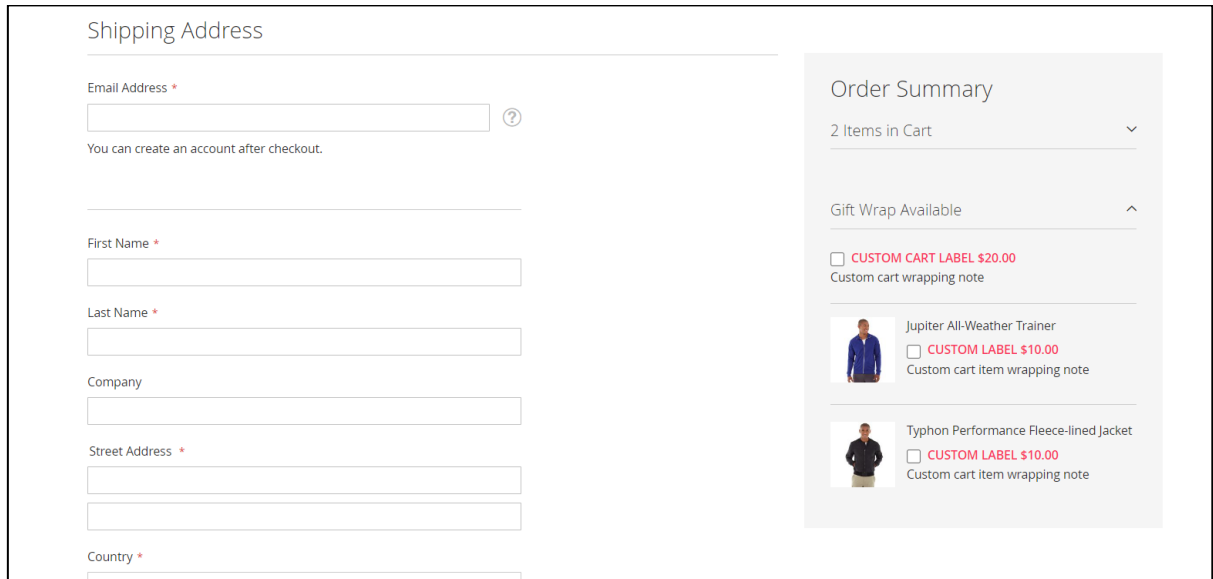 Shipping Address
Email Address *
?
You can create an account after checkout.
First Name *
Last Name *
Company
Street Address *
Country *
Order Summary
2 Items in Cart
Gift Wrap Available
CUSTOM CART LABEL $20.00
Custom cart wrapping note
Jupiter All-Weather Trainer
CUSTOM LABEL $10.00
Custom cart item wrapping note
Typhon Performance Fleece-lined Jacket
CUSTOM LABEL $10.00
Custom cart item wrapping note